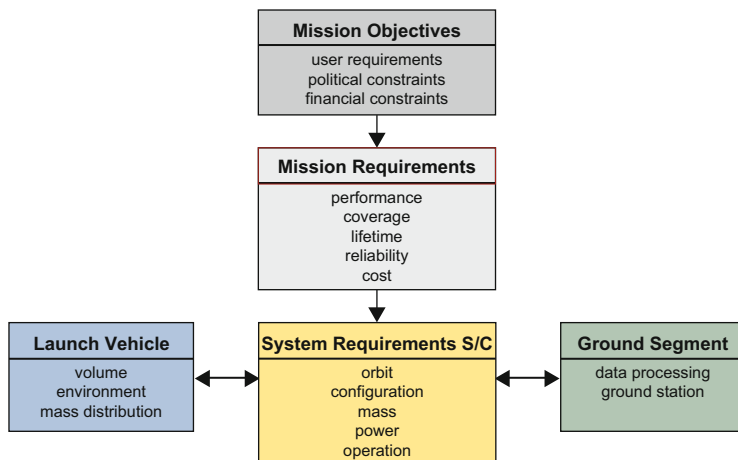 Mission Objectives
user requirements
political constraints
financial constraints
Mission Requirements
performance
coverage
lifetime
reliability
cost
Launch Vehicle
volume
environment
mass distribution
System Requirements S/C
orbit
configuration
mass
power
operation
Ground Segment
data processing
ground station